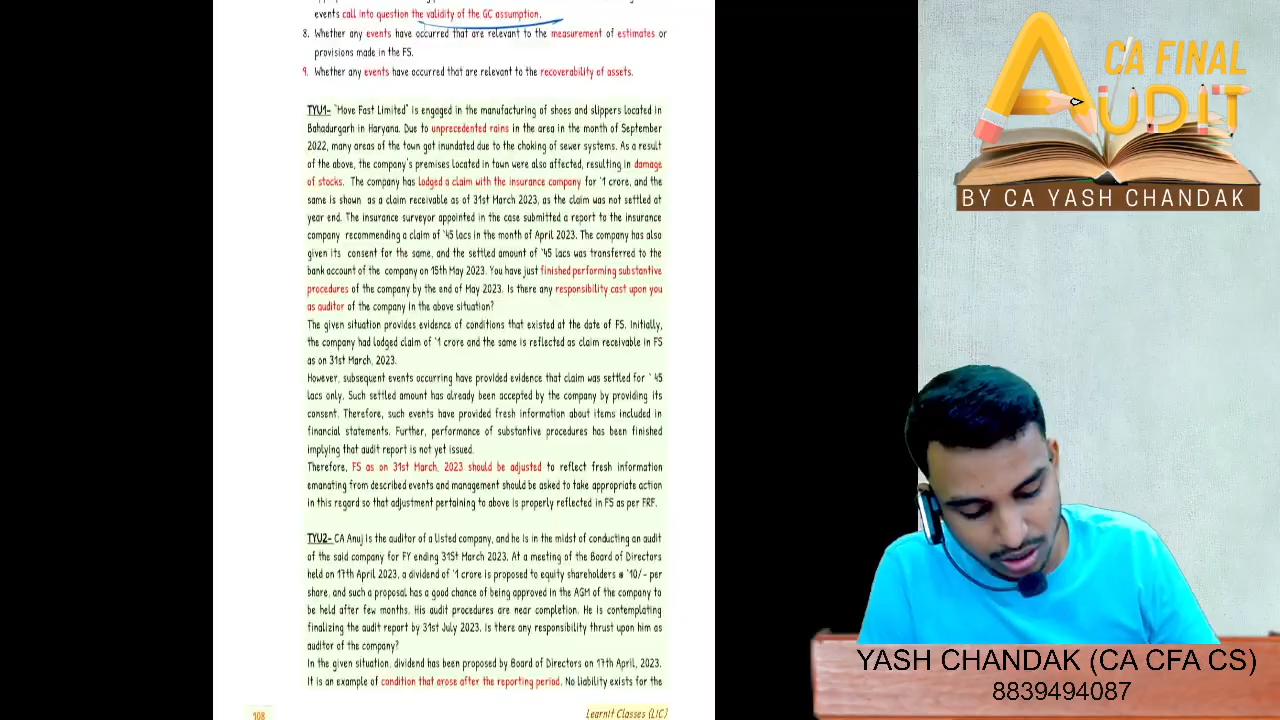 events call into question the validity of the GC assumption.
8. Whether any events have occurred that are relevant to the measurement of estimates or
provisions made in the FS.
9. Whether any events have occurred that are relevant to the recoverability of assets.
TYU1- "Move Fast Limited" is engaged in the manufacturing of shoes and slippers located in
Bahadurgarh in Haryana. Due to unprecedented rains in the area in the month of September
2022, many areas of the town got inundated due to the choking of sewer systems. As a result
of the above, the company's premises located in town were also affected, resulting in damage
of stocks. The company has lodged a claim with the insurance company for `1 crore, and the
same is shown as a claim receivable as of 31st March 2023, as the claim was not settled at
year end. The insurance surveyor appointed in the case submitted a report to the insurance
company recommending a claim of `45 lacs in the month of April 2023. The company has also
given its consent for the same, and the settled amount of `45 lacs was transferred to the
bank account of the company on 15th May 2023. You have just finished performing substantive
procedures of the company by the end of May 2023. Is there any responsibility cast upon you
as auditor of the company in the above situation?
The given situation provides evidence of conditions that existed at the date of FS. Initially,
the company had lodged claim of `1 crore and the same is reflected as claim receivable in FS
as on 31st March, 2023.
However, subsequent events occurring have provided evidence that claim was settled for ` 45
lacs only. Such settled amount has already been accepted by the company by providing its
consent. Therefore, such events have provided fresh information about items included in
financial statements. Further, performance of substantive procedures has been finished
implying that audit report is not yet issued.
Therefore, FS as on 31st March, 2023 should be adjusted to reflect fresh information
emanating from described events and management should be asked to take appropriate action
in this regard so that adjustment pertaining to above is properly reflected in FS as per FRF.
TYU2- CA Anuj is the auditor of a listed company, and he is in the midst of conducting an audit
of the said company for FY ending 31ST March 2023. At a meeting of the Board of Directors
held on 17th April 2023, a dividend of `1 crore is proposed to equity shareholders @ `10/- per
share, and such a proposal has a good chance of being approved in the AGM of the company to
be held after few months. His audit procedures are near completion. He is contemplating
finalizing the audit report by 31st July 2023. Is there any responsibility thrust upon him as
auditor of the company?
In the given situation, dividend has been proposed by Board of Directors on 17th April, 2023.
It is an example of condition that arose after the reporting period. No liability exists for the
108
LearnIt Classes (LIC)
CA FINAL
AUDIT
BY CA YASH CHANDAK
YASH CHANDAK (CA CFA CS)
8839494087